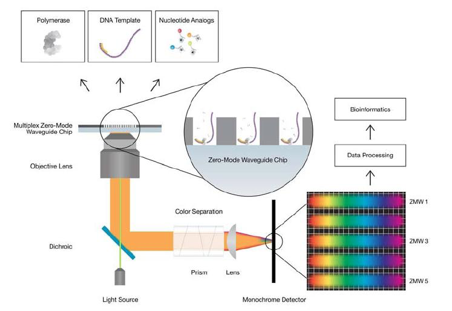 Polymerase
DNA Template
Nucleotide Analogs
Multiplex Zero-Mode
Waveguide Chip
Zero-Mode Waveguide Chip
Objective Lens
Bioinformatics
Data Processing
Color Separation
Dichroic
Prism
Lens
Light Source
Monochrome Detector
ZMW 1
ZMW 3
ZMW 5